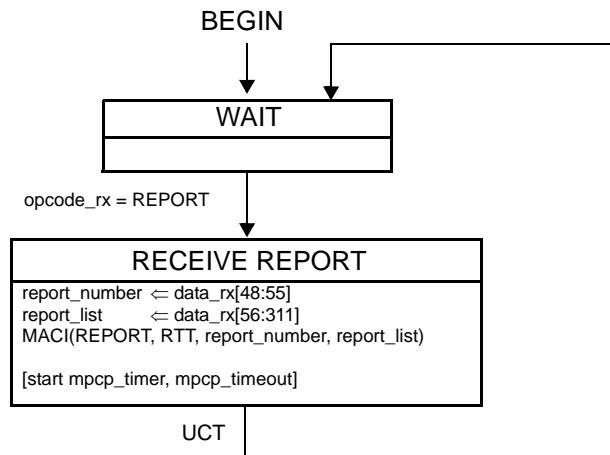 BEGIN
WAIT
opcode_rx = REPORT
RECEIVE REPORT
report_number ⇐ data_rx[48:55]
report_list ⇐ data_rx[56:311]
MACI(REPORT, RTT, report_number, report_list)
[start mpcp_timer, mpcp_timeout]
UCT